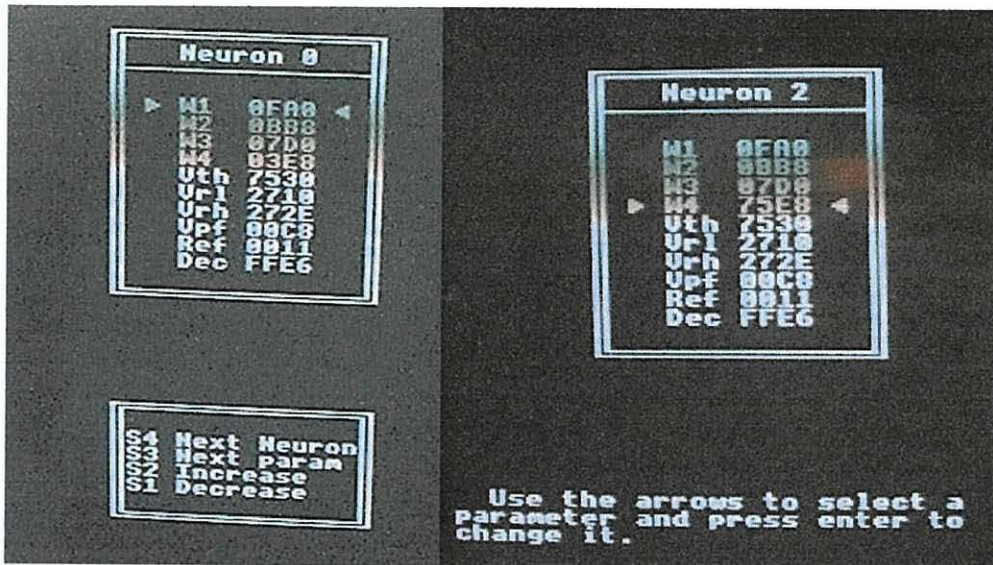 Neuron 0
W1 0FA0
W2 0BB8
W3 07D0
W4 03E8
Vth 7530
Vrl 2710
Vrh 272E
Vpf 00C8
Ref 0011
Dec FFE6
S4 Next Neuron
S3 Next param
S2 Increase
S1 Decrease
Neuron 2
W1 0FA0
W2 0BB8
W3 07D0
W4 75E8
Vth 7530
Vrl 2710
Vrh 272E
Vpf 00C8
Ref 0011
Dec FFE6
Use the arrows to select a
parameter and press enter to
change it.